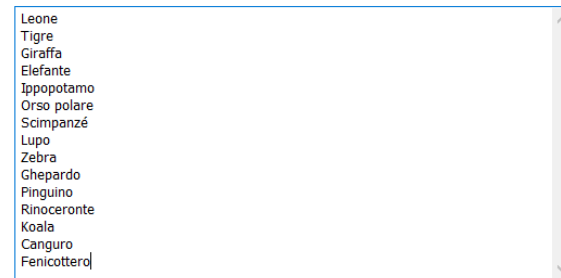 Leone
Tigre
Giraffa
Elefante
Ippopotamo
Orso polare
Scimpanzé
Lupo
Zebra
Ghepardo
Pinguino
Rinoceronte
Koala
Canguro
Fenicottero